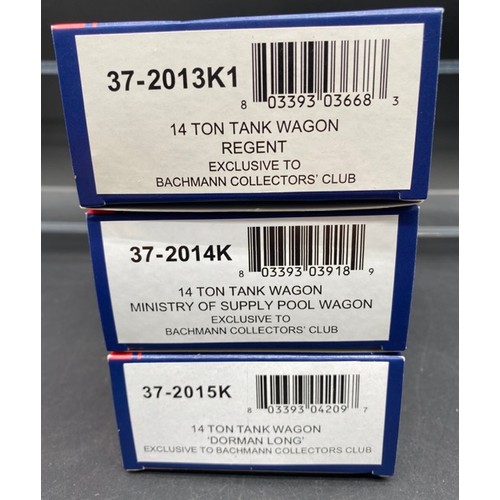 37-2013K1
8 03393 03668 3
14 TON TANK WAGON
REGENT
EXCLUSIVE TO
BACHMANN COLLECTORS' CLUB
37-2014K
8 03393 03918 9
14 TON TANK WAGON
MINISTRY OF SUPPLY POOL WAGON
EXCLUSIVE TO
BACHMANN COLLECTORS' CLUB
37-2015K
8 03393 04209 7
14 TON TANK WAGON
'DORMAN LONG'
EXCLUSIVE TO BACHMANN COLLECTORS CLUB